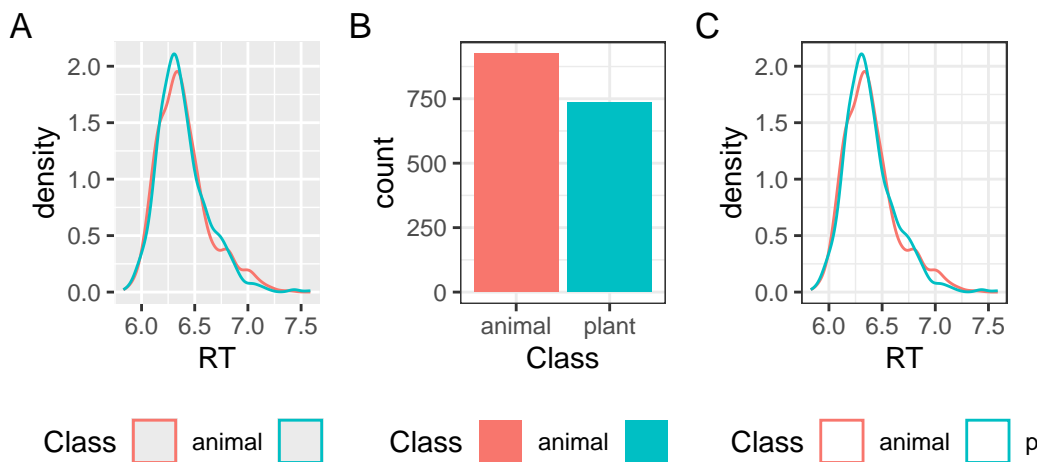 A
density
2.0
1.5
1.0
0.5
0.0
6.0 6.5 7.0 7.5
RT
Class animal
B
count
750
500
250
0
animal plant
Class
Class animal
C
density
2.0
1.5
1.0
0.5
0.0
6.0 6.5 7.0 7.5
RT
Class animal p